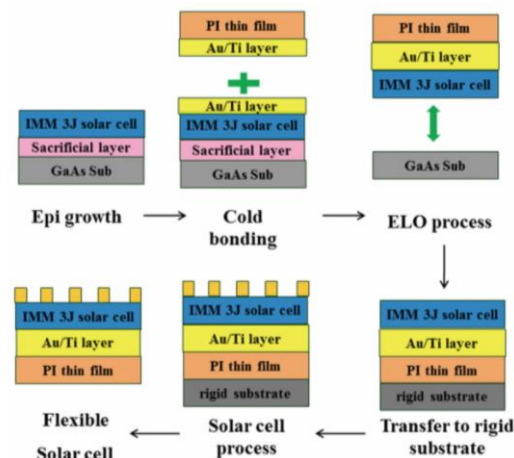 IMM 3J solar cell
Sacrificial layer
GaAs Sub
Epi growth
PI thin film
Au/Ti layer
Au/Ti layer
IMM 3J solar cell
Sacrificial layer
GaAs Sub
Cold
bonding
PI thin film
Au/Ti layer
IMM 3J solar cell
GaAs Sub
ELO process
IMM 3J solar cell
Au/Ti layer
PI thin film
rigid substrate
Transfer to rigid
substrate
IMM 3J solar cell
Au/Ti layer
PI thin film
rigid substrate
Solar cell
process
IMM 3J solar cell
Au/Ti layer
PI thin film
Flexible
Solar cell